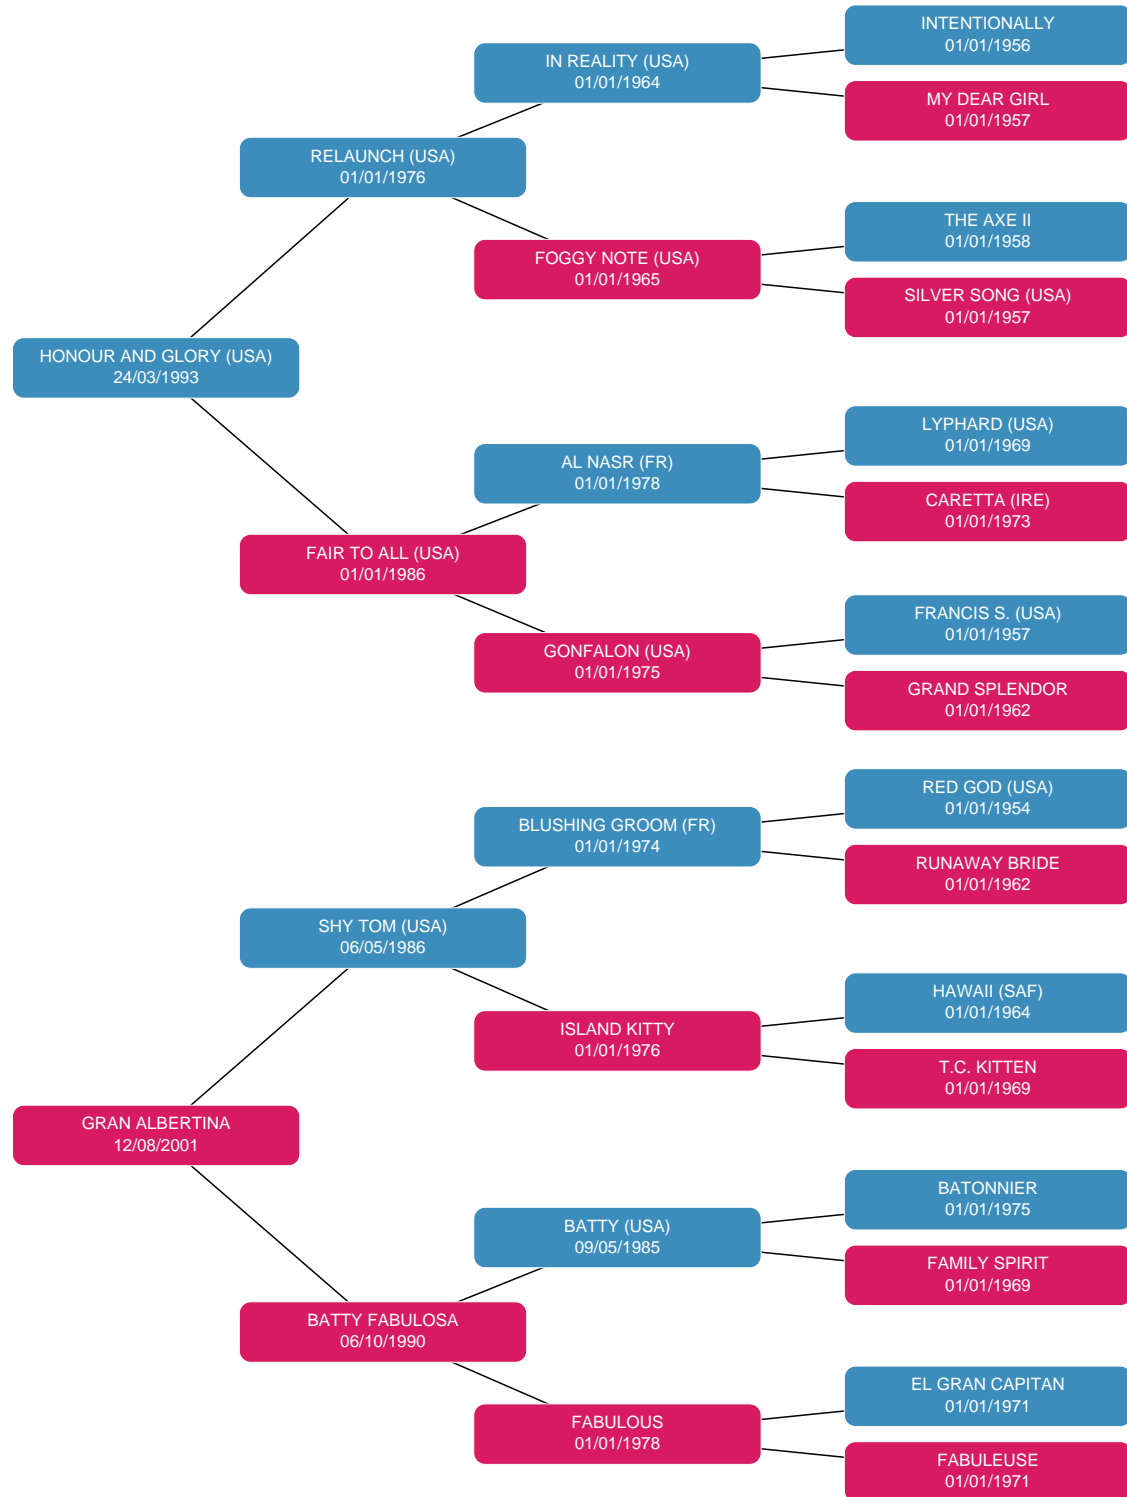 INTENTIONALLY
01/01/1956
IN REALITY (USA)
01/01/1964
MY DEAR GIRL
01/01/1957
RELAUNCH (USA)
01/01/1976
THE AXE II
01/01/1958
FOGGY NOTE (USA)
01/01/1965
SILVER SONG (USA)
01/01/1957
HONOUR AND GLORY (USA)
24/03/1993
LYPHARD (USA)
01/01/1969
AL NASR (FR)
01/01/1978
CARETTA (IRE)
01/01/1973
FAIR TO ALL (USA)
01/01/1986
FRANCIS S. (USA)
01/01/1957
GONFALON (USA)
01/01/1975
GRAND SPLENDOR
01/01/1962
RED GOD (USA)
01/01/1954
BLUSHING GROOM (FR)
01/01/1974
RUNAWAY BRIDE
01/01/1962
SHY TOM (USA)
06/05/1986
HAWAII (SAF)
01/01/1964
ISLAND KITTY
01/01/1976
T.C. KITTEN
01/01/1969
GRAN ALBERTINA
12/08/2001
BATONNIER
01/01/1975
BATTY (USA)
09/05/1985
FAMILY SPIRIT
01/01/1969
BATTY FABULOSA
06/10/1990
EL GRAN CAPITAN
01/01/1971
FABULOUS
01/01/1978
FABULEUSE
01/01/1971